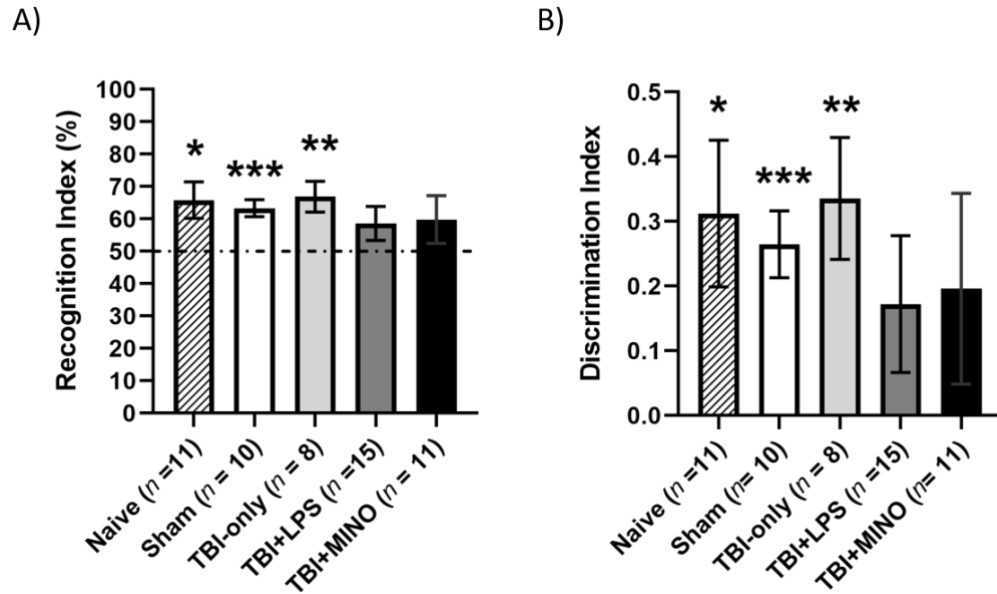 A)
B)
Recognition Index (%)
100
90
80
70
60
50
40
30
20
10
0
*
***
**
Naive (n =11)
Sham (n = 10)
TBI-only (n = 8)
TBI+LPS (n =15)
TBI+MINO (n = 11)
Discrimination Index
0.5
0.4
0.3
0.2
0.1
0.0
*
***
**
Naive (n =11)
Sham (n= 10)
TBI-only (n = 8)
TBI+LPS (n =15)
TBI+MINO (n= 11)